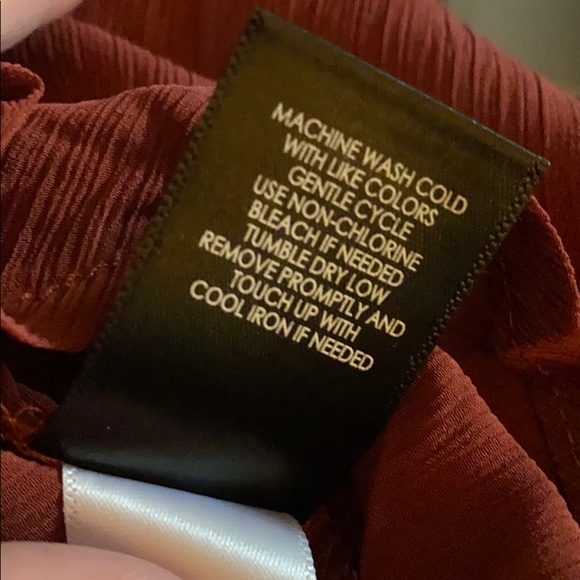 MACHINE WASH COLD
WITH LIKE COLORS
GENTLE CYCLE
USE NON-CHLORINE
BLEACH IF NEEDED
TUMBLE DRY LOW
REMOVE PROMPTLY AND
TOUCH UP WITH
COOL IRON IF NEEDED